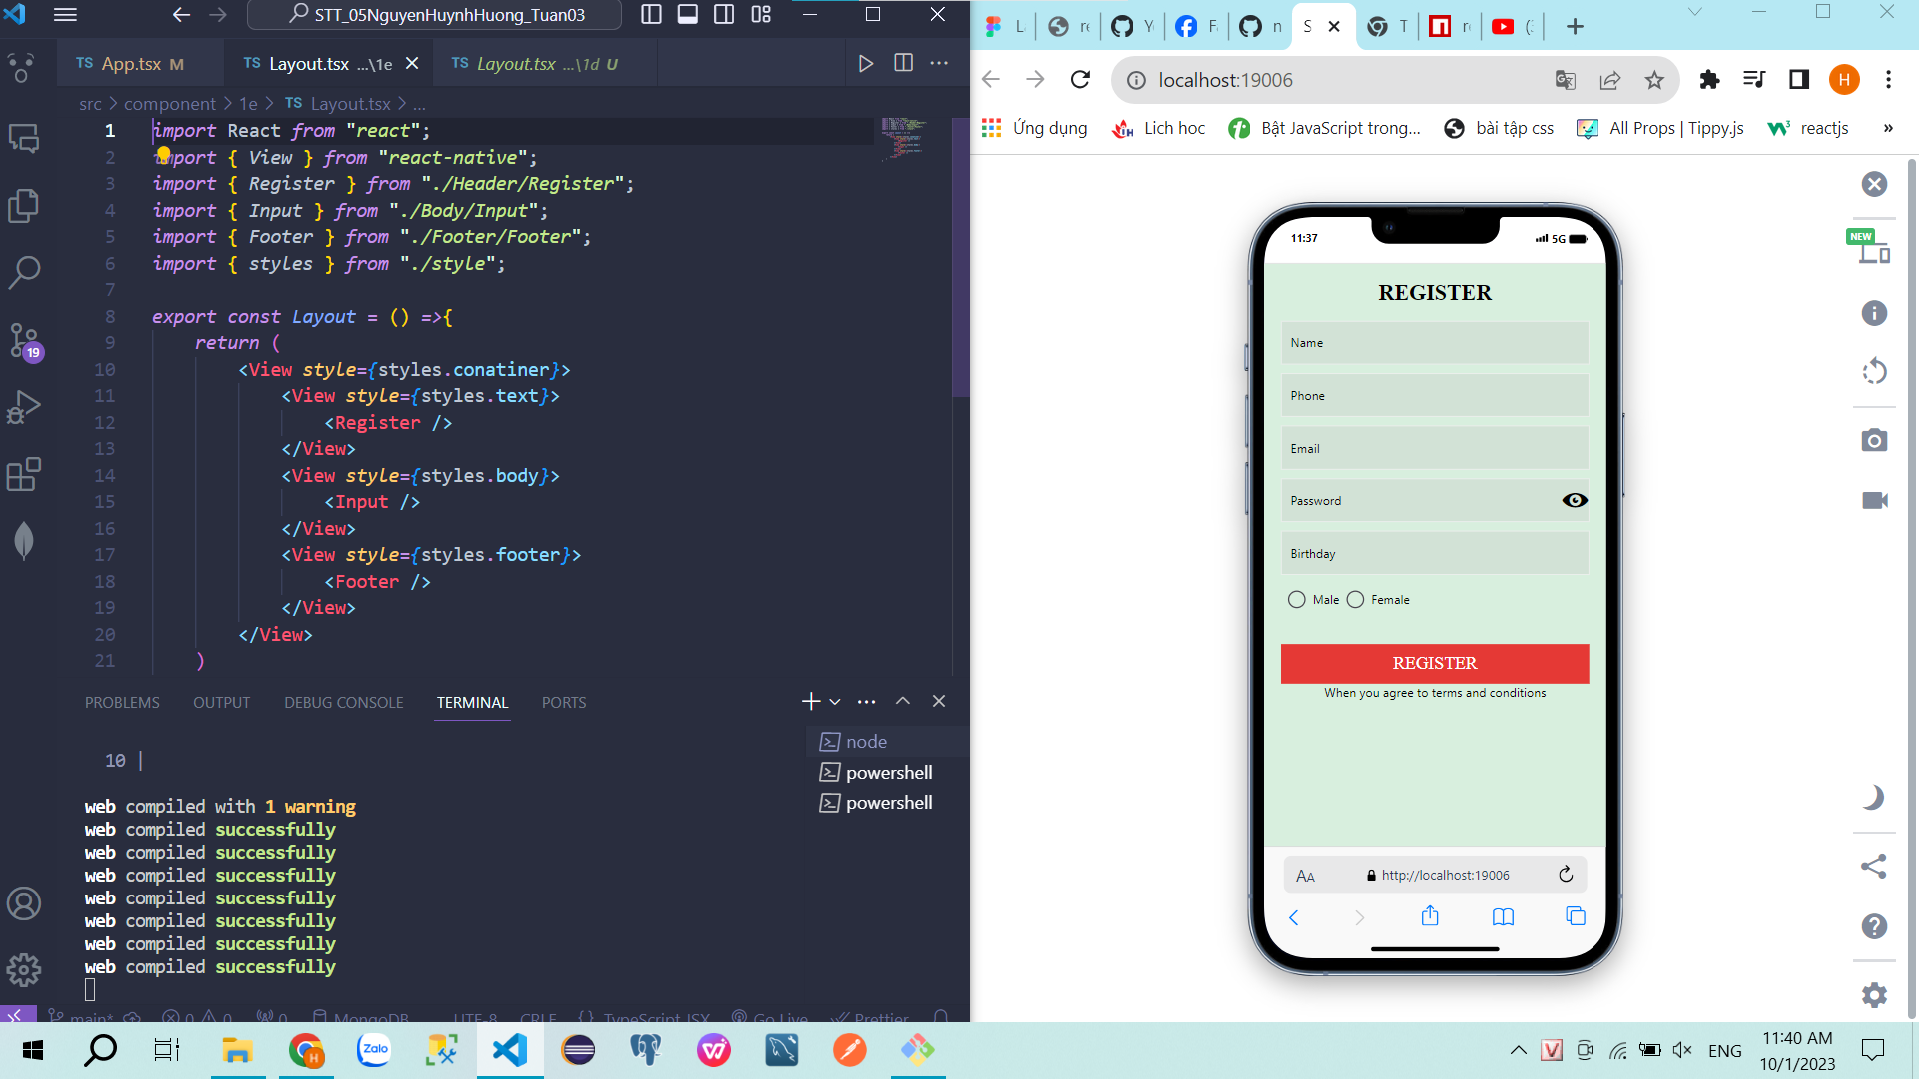 STT_05NguyenHuynhHuong_Tuan03
TS App.tsx M
TS Layout.tsx ...\1e
TS Layout.tsx ...\1d U
src > component > 1e > TS Layout.tsx > ...
1 import React from "react";
2 import { View } from "react-native";
3 import { Register } from "./Header/Register";
4 import { Input } from "./Body/Input";
5 import { Footer } from "./Footer/Footer";
6 import { styles } from "./style";
7
8 export const Layout = () =>{
9 return (
10 <View style={styles.conatiner}>
11 <View style={styles.text}>
12 <Register />
13 </View>
14 <View style={styles.body}>
15 <Input />
16 </View>
17 <View style={styles.footer}>
18 <Footer />
19 </View>
20 </View>
21 )
19
PROBLEMS OUTPUT DEBUG CONSOLE TERMINAL PORTS
10 |
web compiled with 1 warning
web compiled successfully
web compiled successfully
web compiled successfully
web compiled successfully
web compiled successfully
web compiled successfully
web compiled successfully
node
powershell
powershell
main* 0 0 0 MongoDB UTF-8 CRLF {} TypeScript JSX Go Live Prettier
S
localhost:19006
H
Ứng dụng
Lich hoc
Bật JavaScript trong...
bài tập css
All Props | Tippy.js
reactjs
»
NEW
11:37
5G
REGISTER
Name
Phone
Email
Password
Birthday
Male Female
REGISTER
When you agree to terms and conditions
AA http://localhost:19006
Zalo
ENG
11:40 AM
10/1/2023